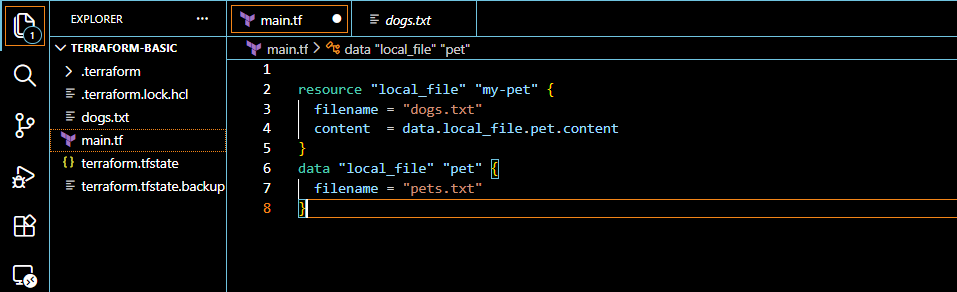 EXPLORER ...
TERRAFORM-BASIC
.terraform
.terraform.lock.hcl
dogs.txt
main.tf
terraform.tfstate
terraform.tfstate.backup
1
main.tf
dogs.txt
main.tf > data "local_file" "pet"
1
2 resource "local_file" "my-pet" {
3 filename = "dogs.txt"
4 content  = data.local_file.pet.content
5 }
6 data "local_file" "pet" {
7 filename = "pets.txt"
8 }